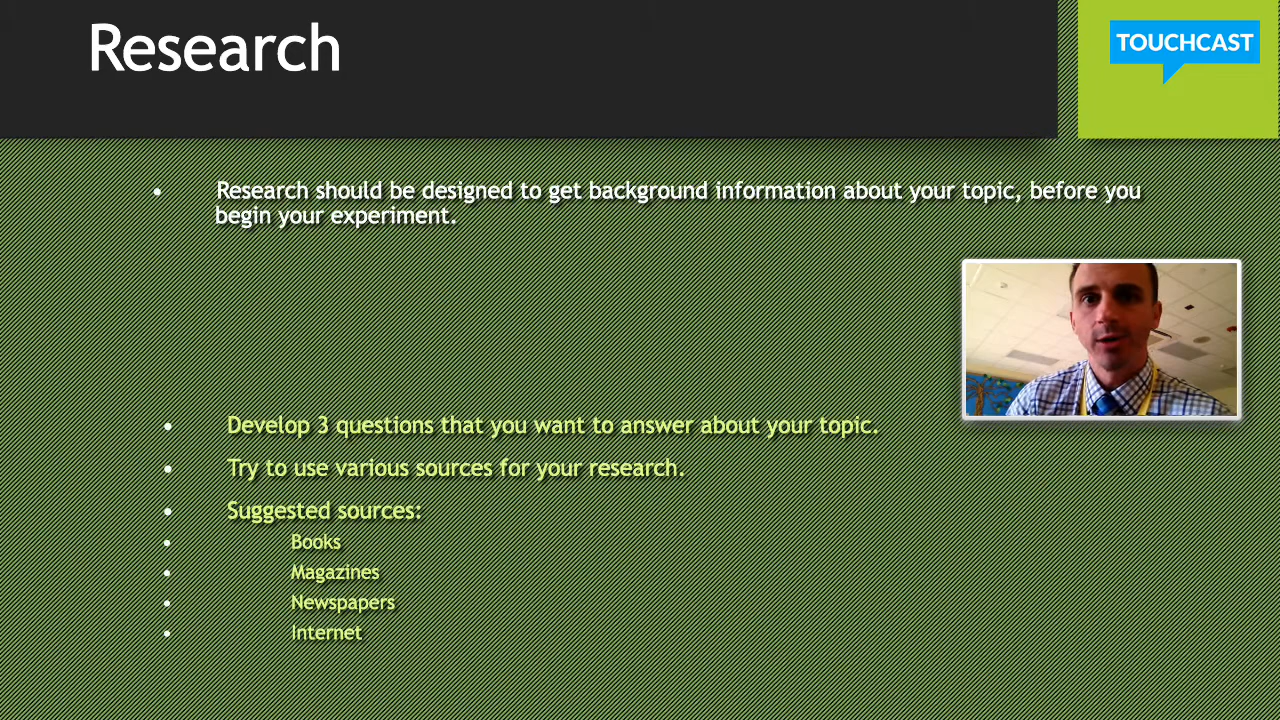 Research
TOUCHCAST
• Research should be designed to get background information about your topic, before you
begin your experiment.
• Develop 3 questions that you want to answer about your topic.
• Try to use various sources for your research.
• Suggested sources:
• Books
• Magazines
• Newspapers
• Internet